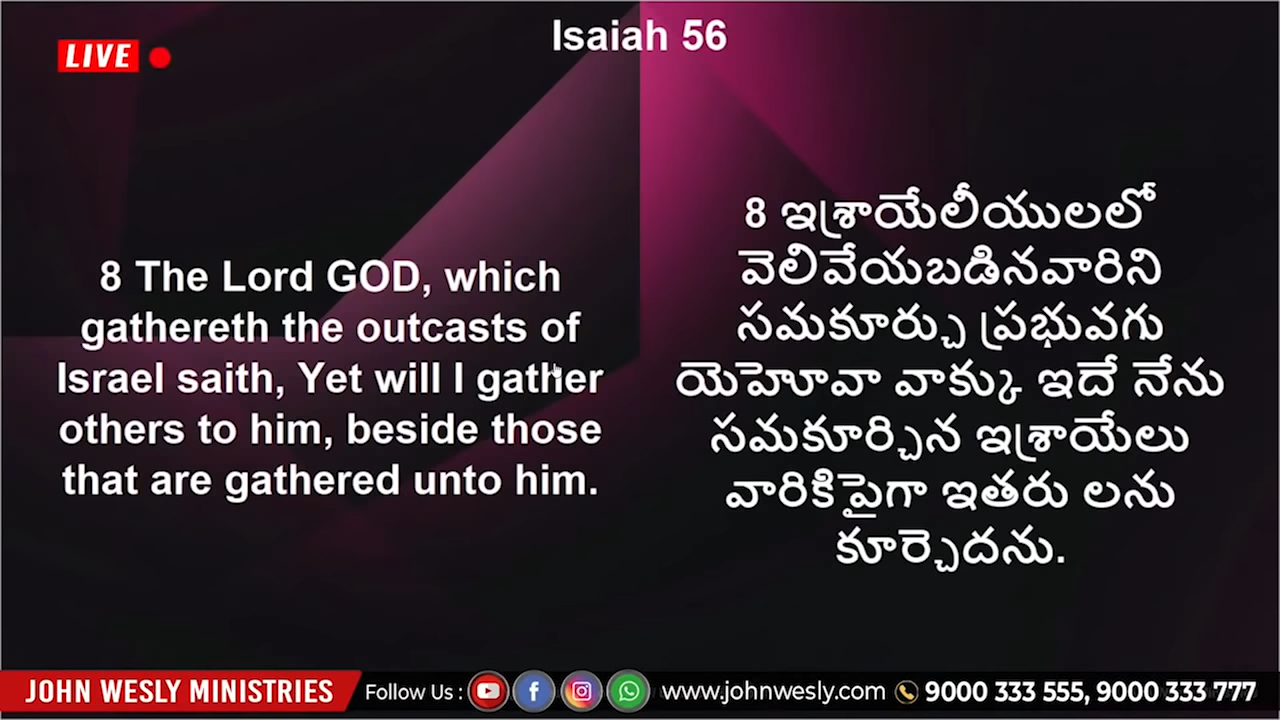 Isaiah 56
LIVE
8 The Lord GOD, which
gathereth the outcasts of
Israel saith, Yet will I gather
others to him, beside those
that are gathered unto him.
8 ఇశ్రాయేలీయులలో
వెలివేయబడినవారిని
సమకూర్చు ప్రభువగు
యెహోవా వాక్కు ఇదే నేను
సమకూర్చిన ఇశ్రాయేలు
వారికిపైగా ఇతరు లను
కూర్చెదను.
JOHN WESLY MINISTRIES
Follow Us :
www.johnwesly.com
9000 333 555, 9000 333 777